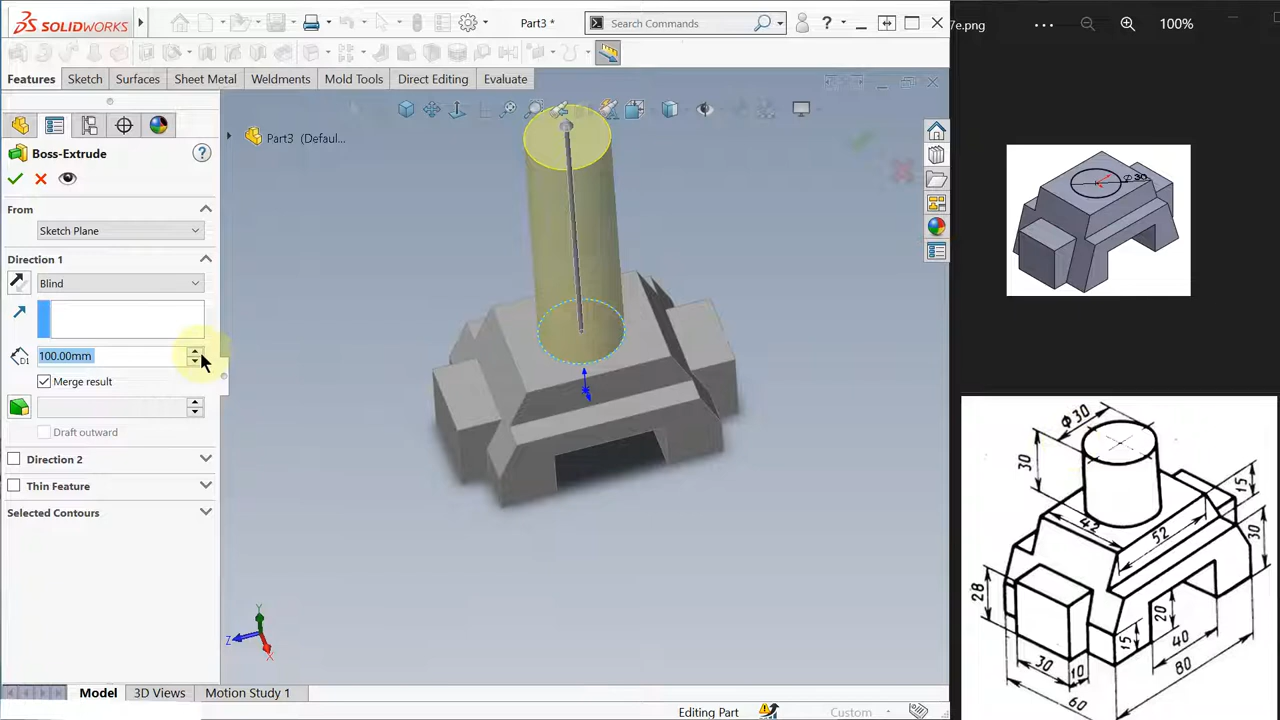 SOLIDWORKS
Part3 *
Search Commands
?
7e.png
100%
Features
Sketch
Surfaces
Sheet Metal
Weldments
Mold Tools
Direct Editing
Evaluate
Part3 (Defaul...
Boss-Extrude
?
From
Sketch Plane
Direction 1
Blind
D1
100.00mm
Merge result
Draft outward
Direction 2
Thin Feature
Selected Contours
Y
Z
X
Φ30
Φ30
30
15
42
52
30
28
20
15
40
30
10
80
60
Model
3D Views
Motion Study 1
Editing Part
Custom